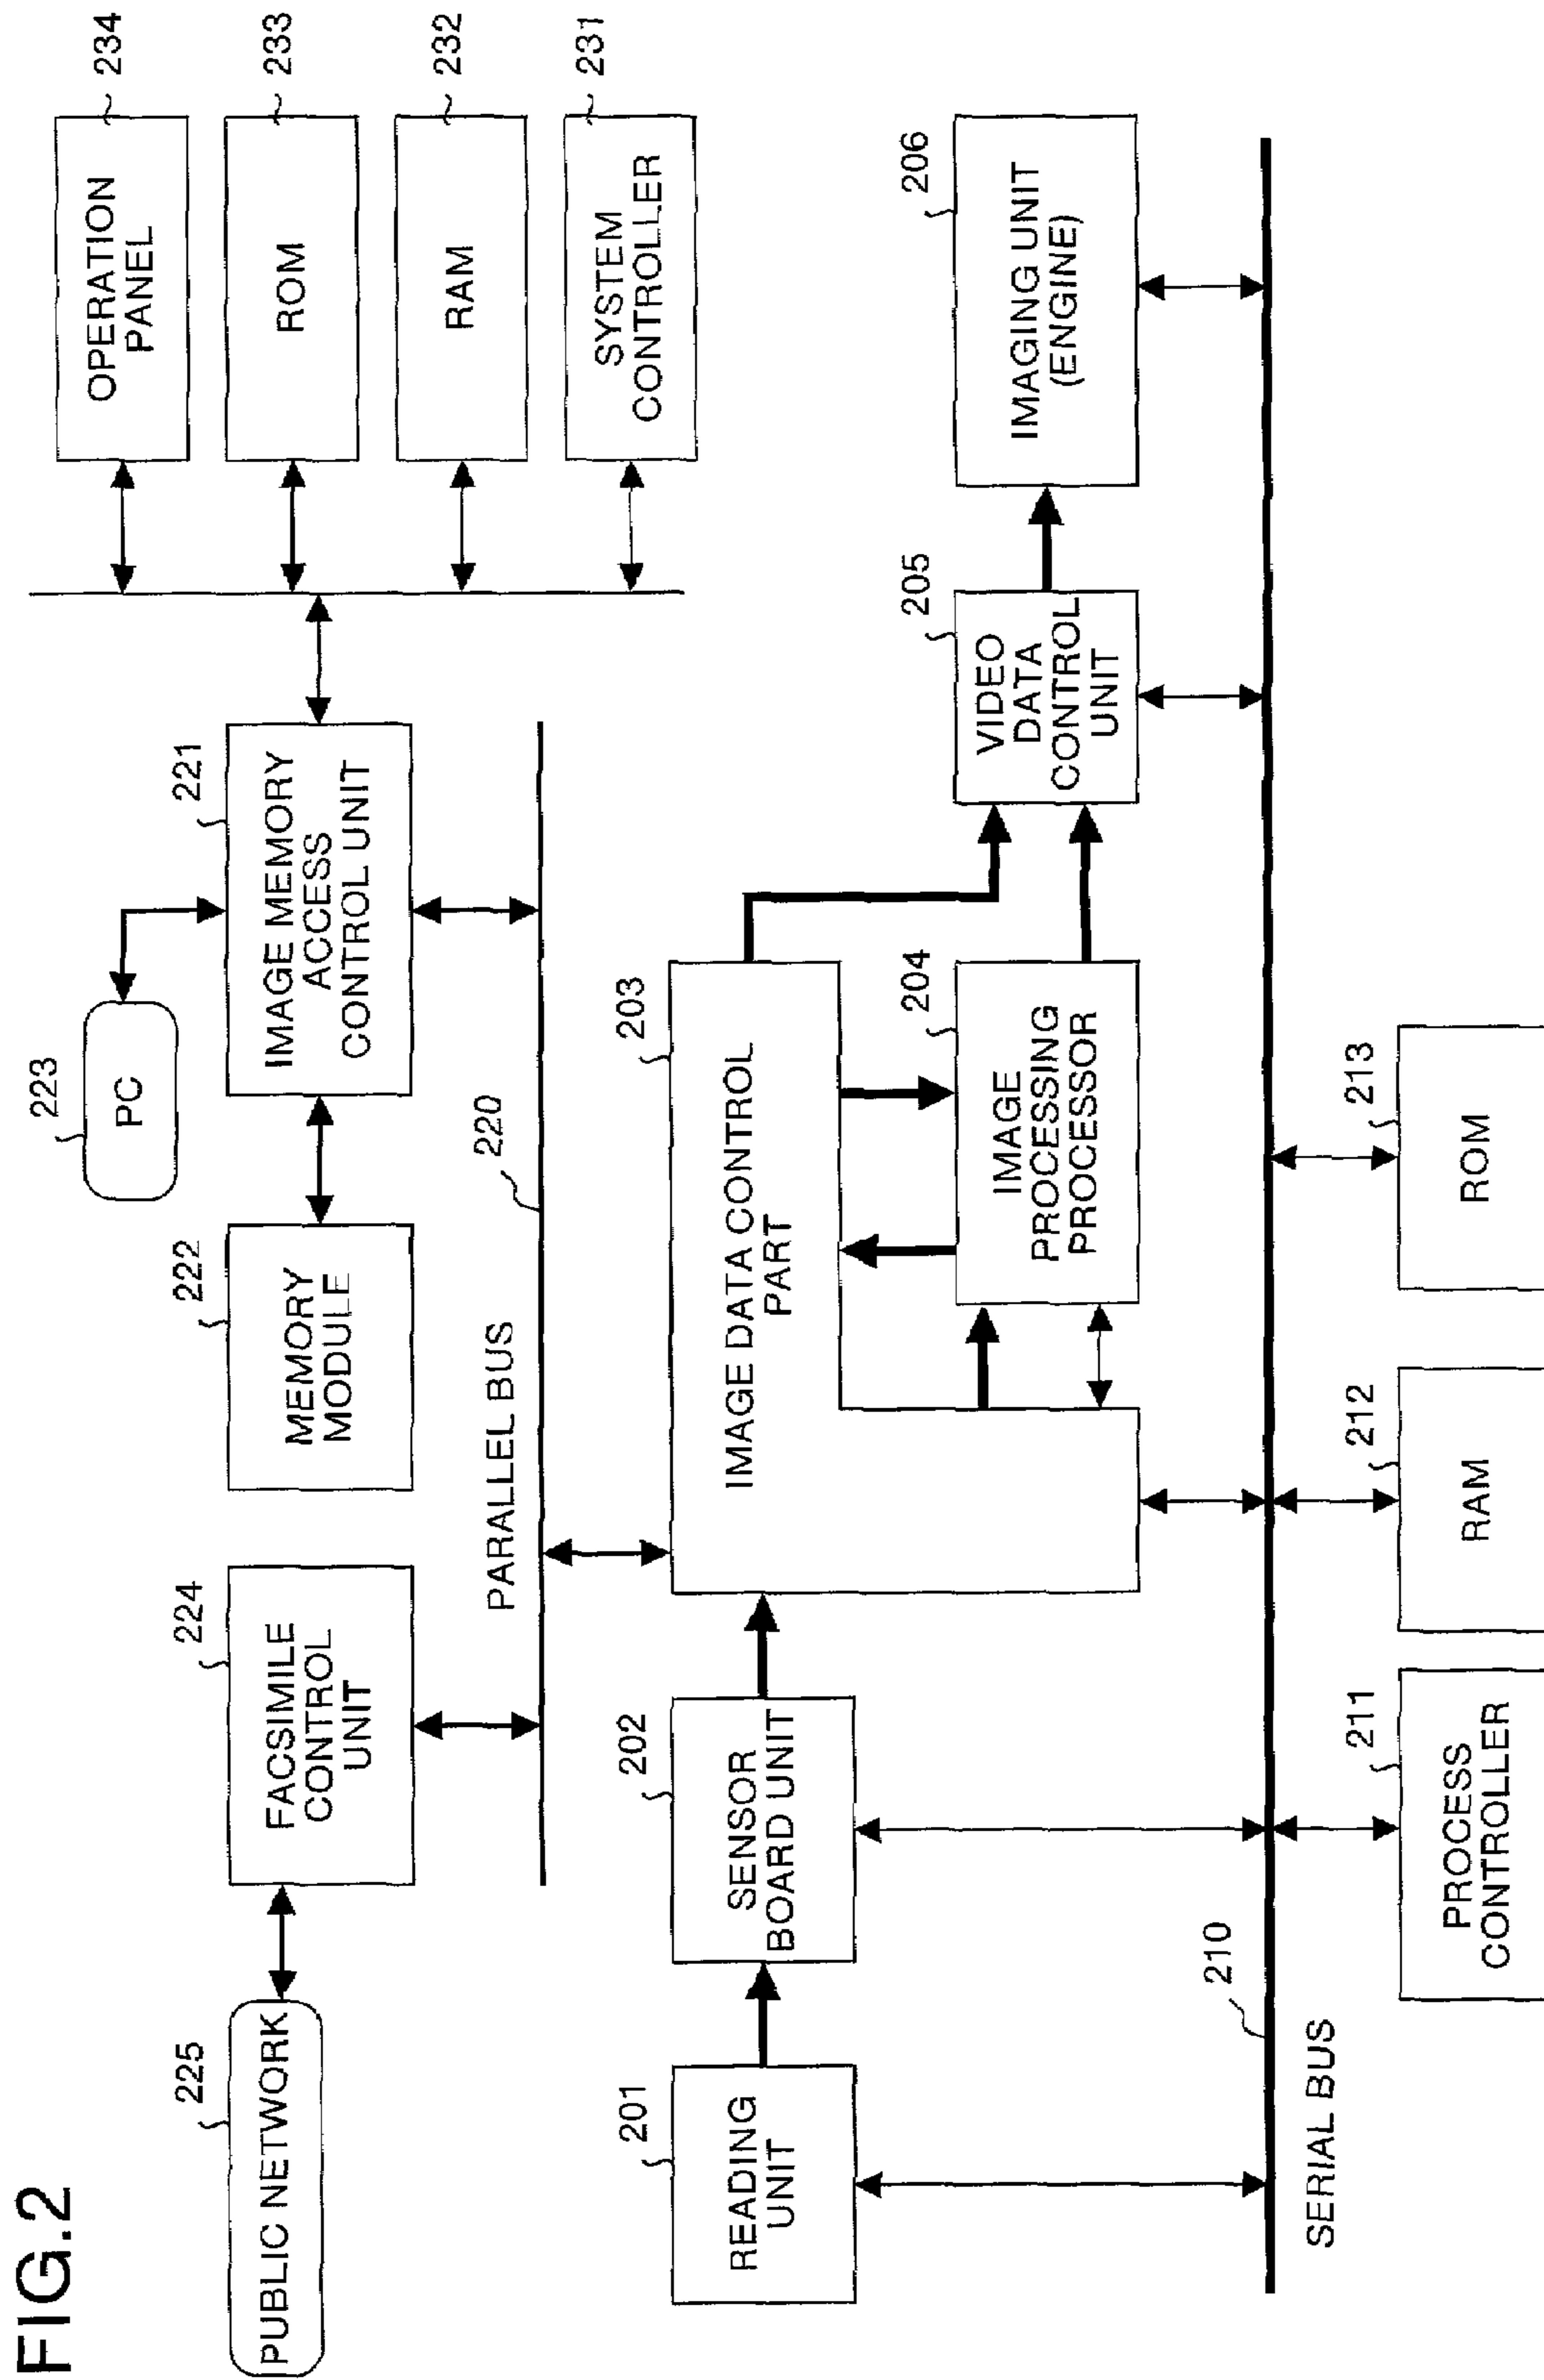 FIG.2
225
PUBLIC NETWORK
224
FACSIMILE
CONTROL
UNIT
222
MEMORY
MODULE
223
PC
221
IMAGE MEMORY
ACCESS
CONTROL UNIT
OPERATION
PANEL
234
ROM
233
RAM
232
SYSTEM
CONTROLLER
231
PARALLEL BUS
220
201
READING
UNIT
202
SENSOR
BOARD UNIT
203
IMAGE DATA CONTROL
PART
204
IMAGE
PROCESSING
PROCESSOR
205
VIDEO
DATA
CONTROL
UNIT
206
IMAGING UNIT
(ENGINE)
210
SERIAL BUS
211
PROCESS
CONTROLLER
212
RAM
213
ROM